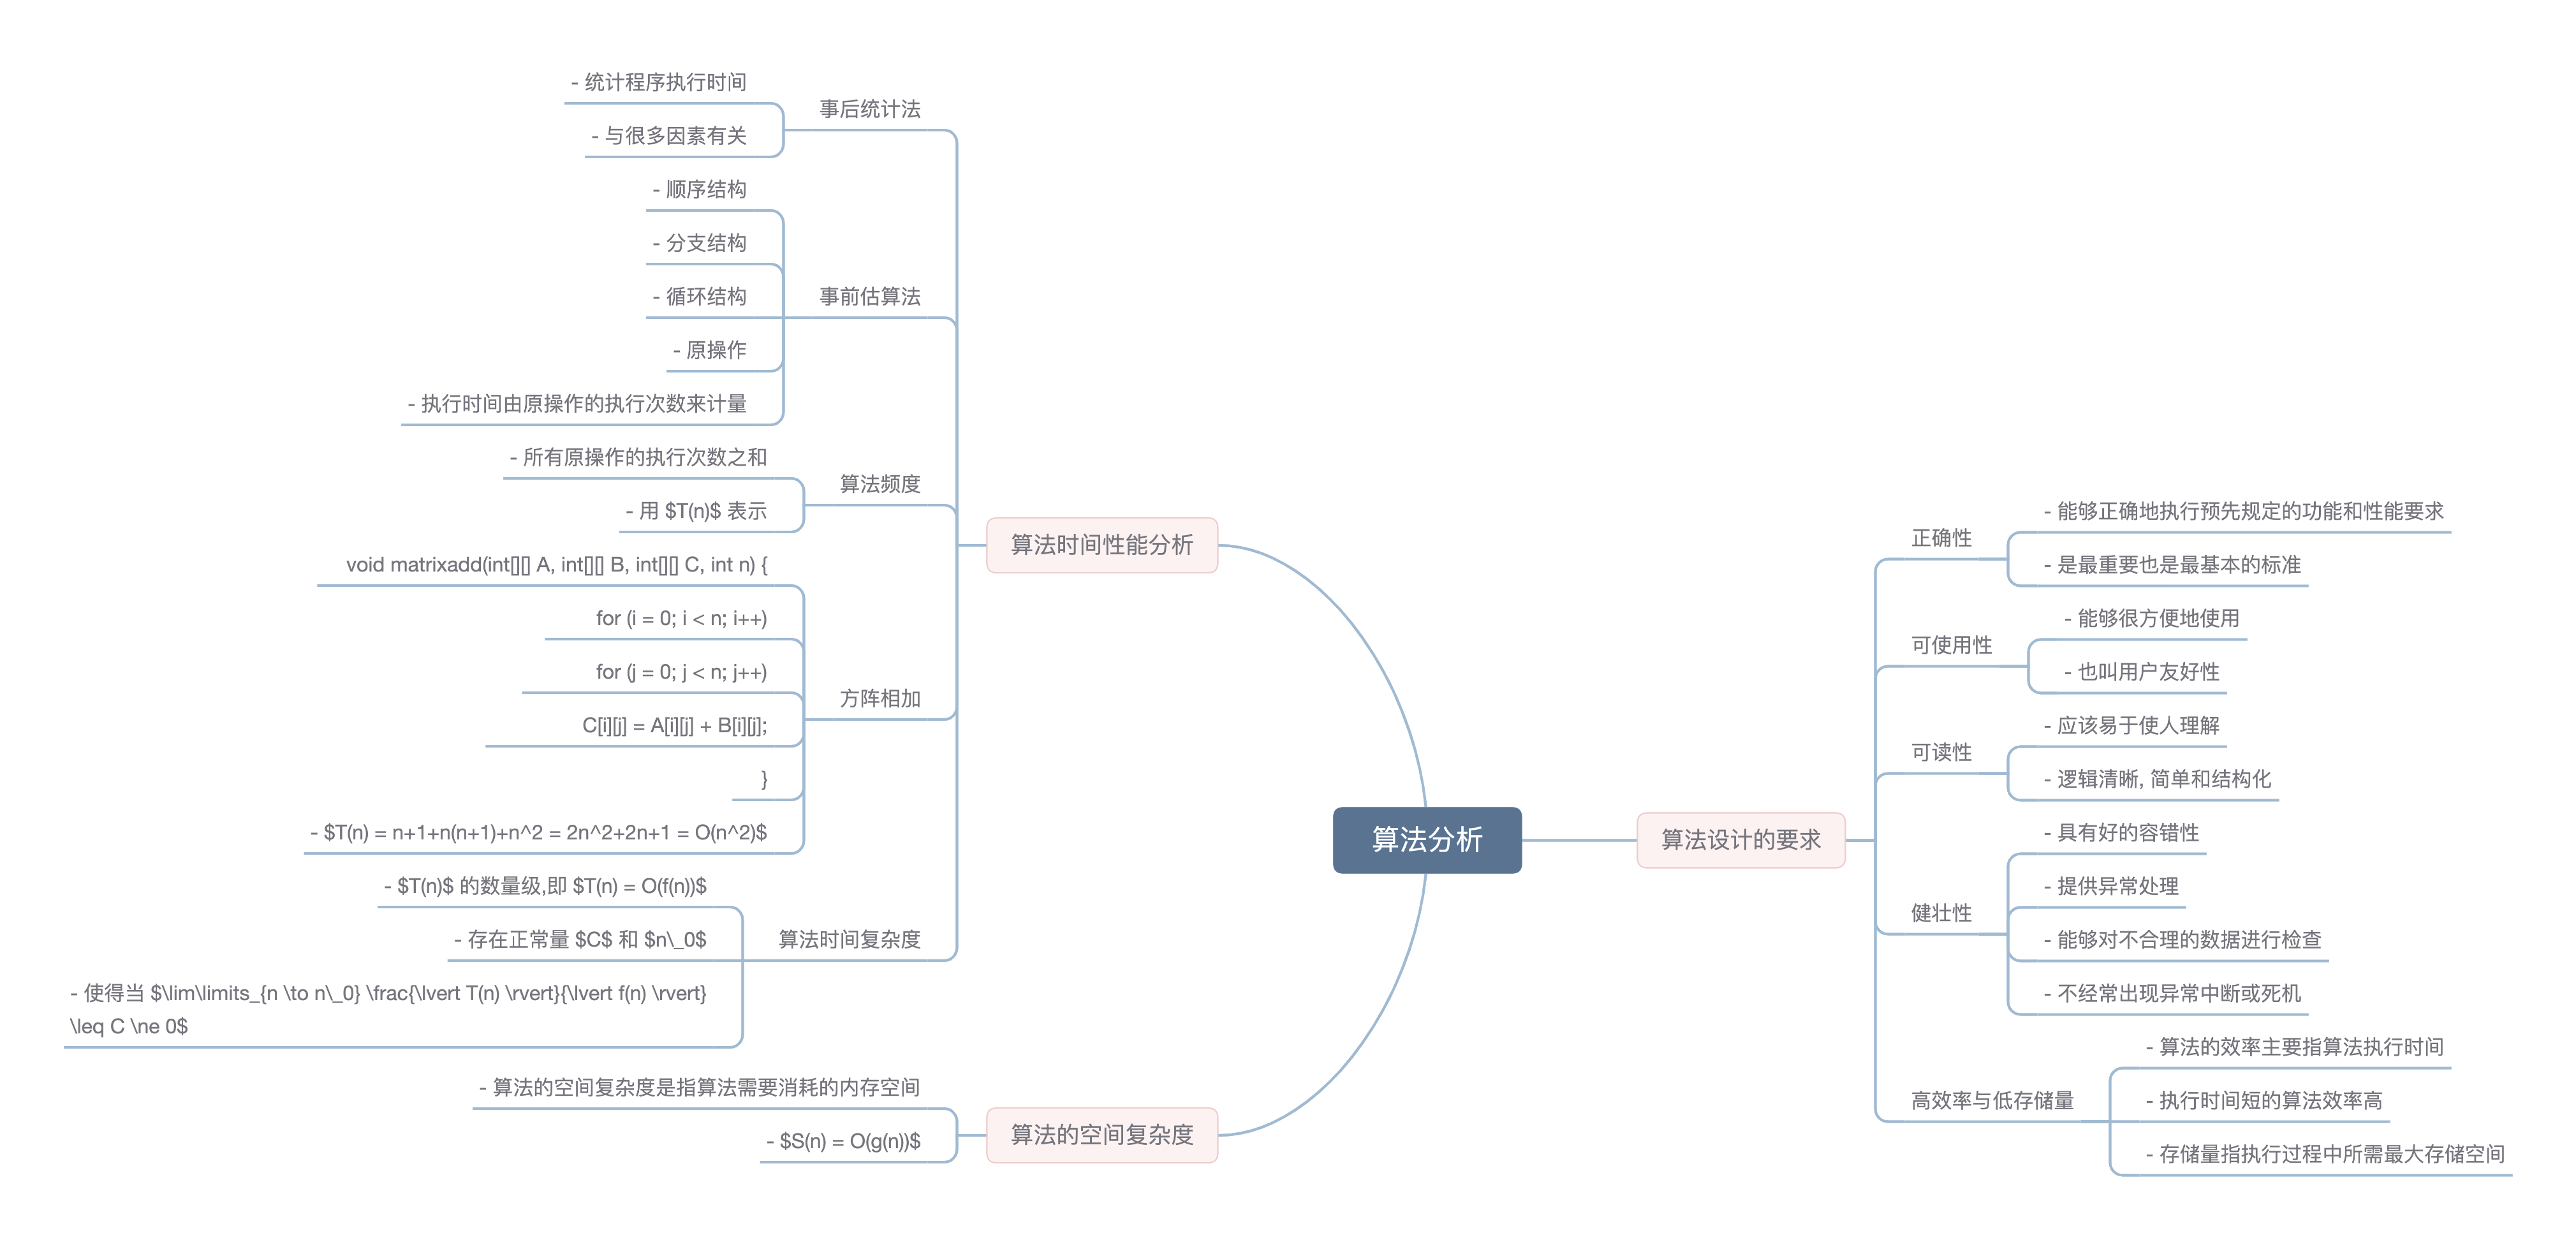 算法分析
算法设计的要求
正确性
- 能够正确地执行预先规定的功能和性能要求
- 是最重要也是最基本的标准
可使用性
- 能够很方便地使用
- 也叫用户友好性
可读性
- 应该易于使人理解
- 逻辑清晰, 简单和结构化
健壮性
- 具有好的容错性
- 提供异常处理
- 能够对不合理的数据进行检查
- 不经常出现异常中断或死机
高效率与低存储量
- 算法的效率主要指算法执行时间
- 执行时间短的算法效率高
- 存储量指执行过程中所需最大存储空间
算法时间性能分析
事后统计法
- 统计程序执行时间
- 与很多因素有关
事前估算法
- 顺序结构
- 分支结构
- 循环结构
- 原操作
- 执行时间由原操作的执行次数来计量
算法频度
- 所有原操作的执行次数之和
- 用 $T(n)$ 表示
方阵相加
void matrixadd(int[][] A, int[][] B, int[][] C, int n) {
for (i = 0; i < n; i++)
for (j = 0; j < n; j++)
C[i][j] = A[i][j] + B[i][j];
}
- $T(n) = n+1+n(n+1)+n^2 = 2n^2+2n+1 = O(n^2)$
算法时间复杂度
- $T(n)$ 的数量级,即 $T(n) = O(f(n))$
- 存在正常量 $C$ 和 $n\_0$
- 使得当 $\lim\limits_{n \to n\_0} \frac{\lvert T(n) \rvert}{\lvert f(n) \rvert}
\leq C \ne 0$
算法的空间复杂度
- 算法的空间复杂度是指算法需要消耗的内存空间
- $S(n) = O(g(n))$